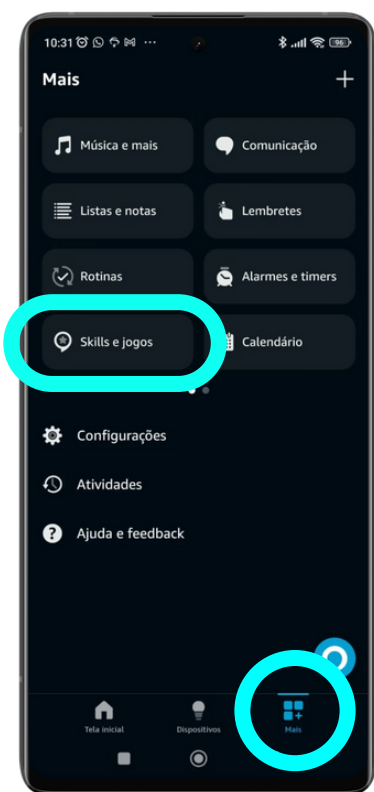 10:31
96
Mais
Música e mais
Comunicação
Listas e notas
Lembretes
Rotinas
Alarmes e timers
Skills e jogos
Calendário
Configurações
Atividades
Ajuda e feedback
Tela inicial
Dispositivos
Mais